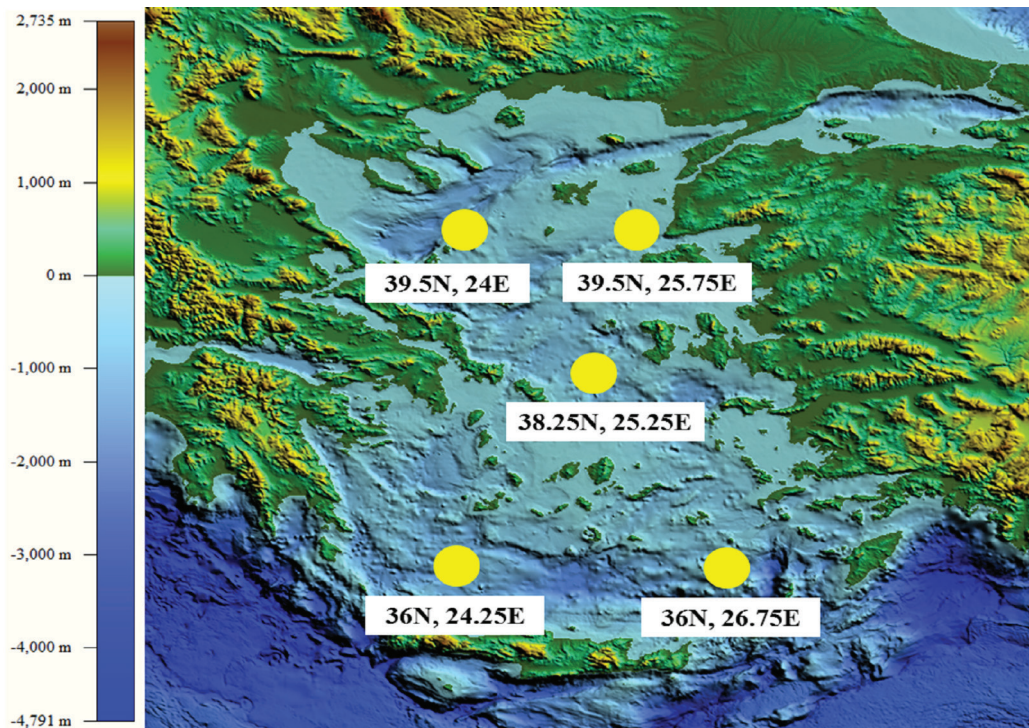 2,735 m
2,000 m
1,000 m
0 m
-1,000 m
-2,000 m
-3,000 m
-4,000 m
-4,791 m
39.5N, 24E
39.5N, 25.75E
38.25N, 25.25E
36N, 24.25E
36N, 26.75E